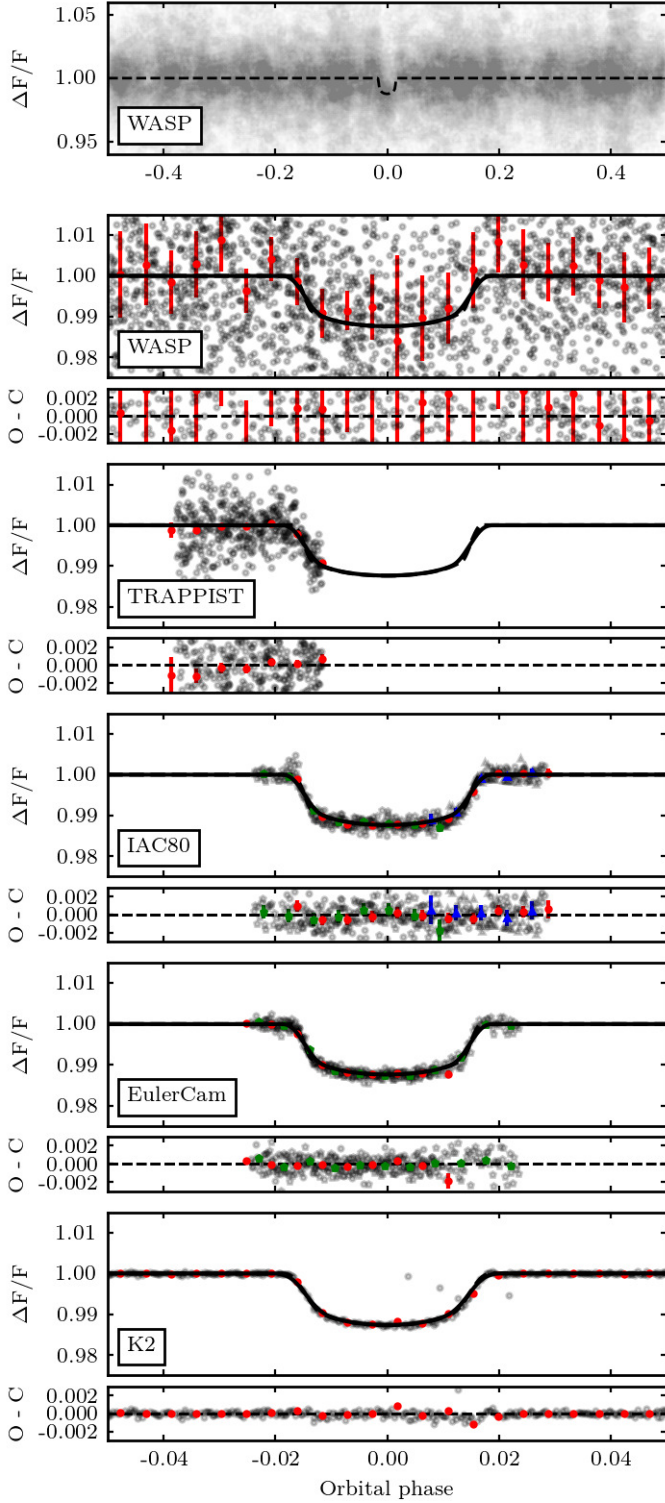 1.05
1.00
0.95
ΔF/F
WASP
-0.4 -0.2 0.0 0.2 0.4
1.01
1.00
0.99
0.98
ΔF/F
WASP
0.002
0.000
-0.002
O - C
1.01
1.00
0.99
0.98
ΔF/F
TRAPPIST
0.002
0.000
-0.002
O - C
1.01
1.00
0.99
0.98
ΔF/F
IAC80
0.002
0.000
-0.002
O - C
1.01
1.00
0.99
0.98
ΔF/F
EulerCam
0.002
0.000
-0.002
O - C
1.01
1.00
0.99
0.98
ΔF/F
K2
0.002
0.000
-0.002
O - C
-0.04 -0.02 0.00 0.02 0.04
Orbital phase